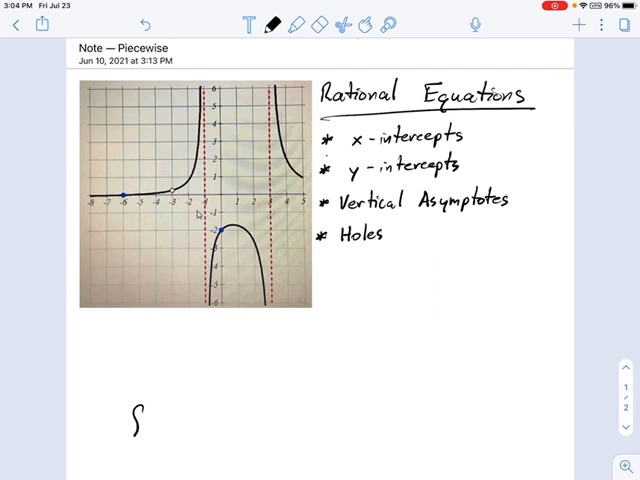 3:04 PM Fri Jul 23
VPN 96%
T
Note — Piecewise
Jun 10, 2021 at 3:13 PM
Rational Equations
* x-intercepts
* y-intercepts
* Vertical Asymptotes
* Holes
6
5
4
3
2
1
-8 -7 -6 -5 -4 -3 -2 -1 1 2 3 4 5
-1
-2
-3
-4
-5
-6
1
/
2